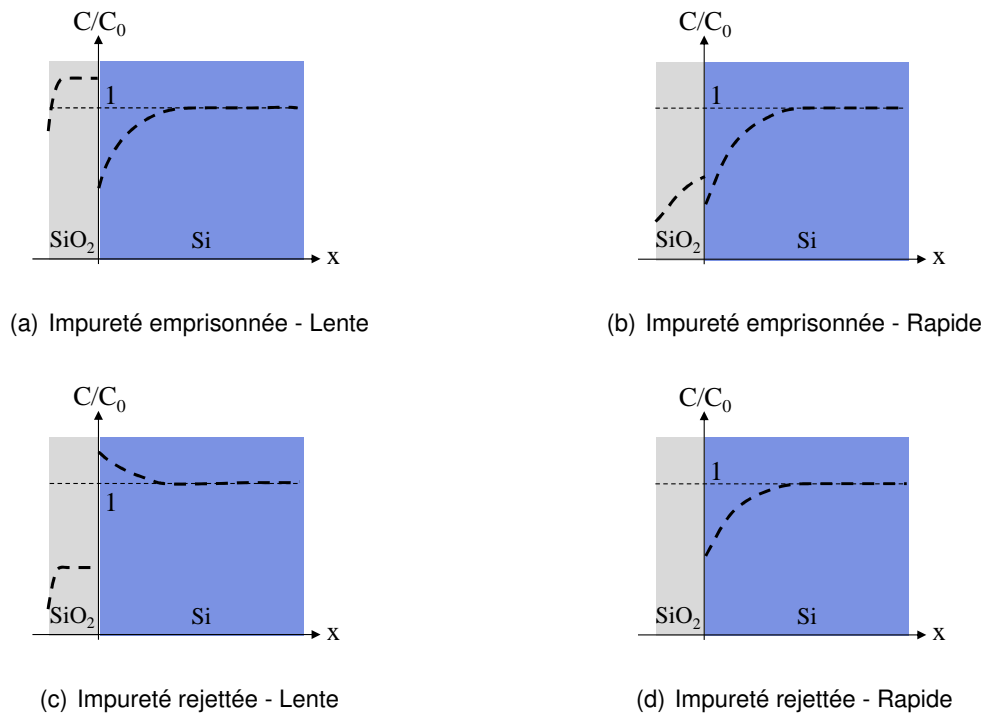 C/C₀
1
SiO₂
Si
x
(a) Impureté emprisonnée - Lente
C/C₀
1
SiO₂
Si
x
(b) Impureté emprisonnée - Rapide
C/C₀
1
SiO₂
Si
x
(c) Impureté rejettée - Lente
C/C₀
1
SiO₂
Si
x
(d) Impureté rejettée - Rapide